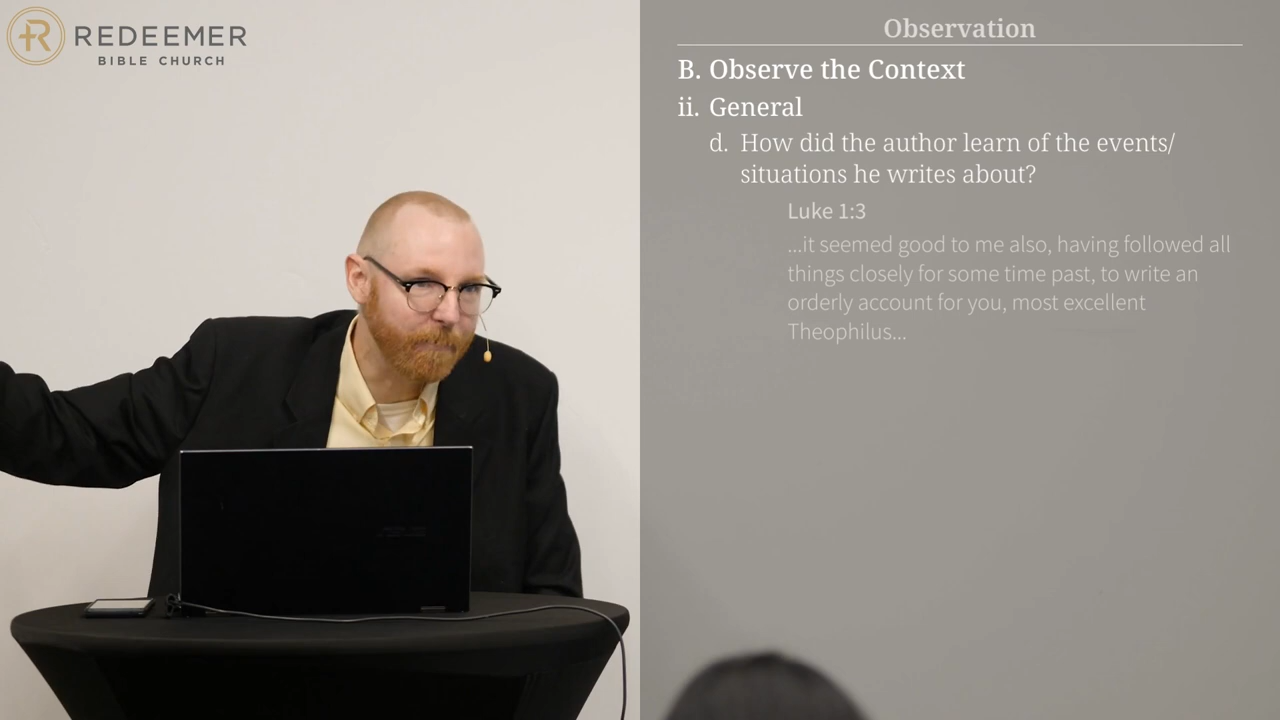 REDEEMER
BIBLE CHURCH
Observation
B. Observe the Context
ii. General
d. How did the author learn of the events/
situations he writes about?
Luke 1:3
...it seemed good to me also, having followed all
things closely for some time past, to write an
orderly account for you, most excellent
Theophilus...